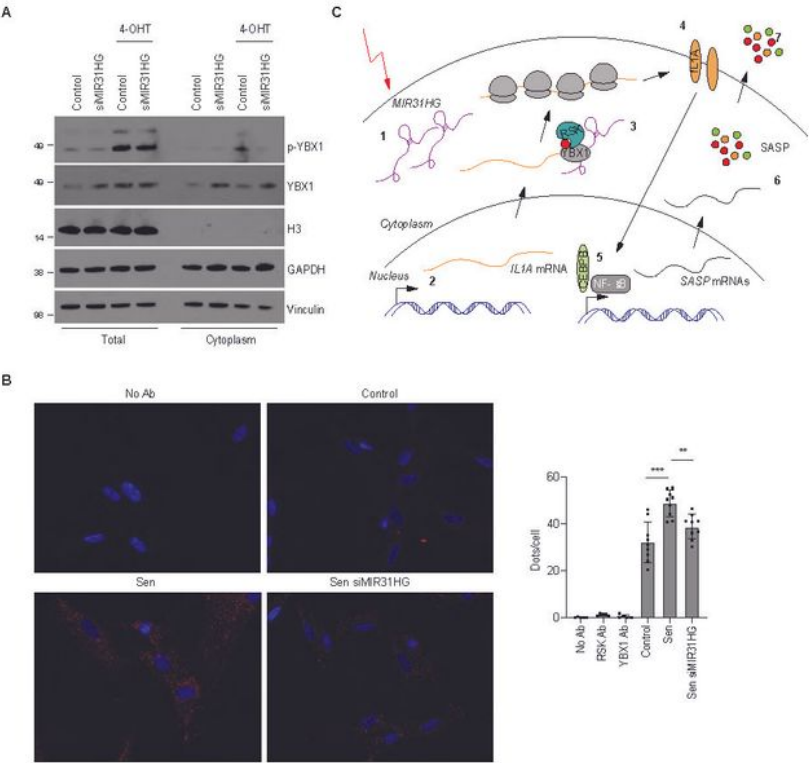 A
4-OHT
4-OHT
Control
siMIR31HG
Control
siMIR31HG
Control
siMIR31HG
Control
siMIR31HG
49
p-YBX1
49
YBX1
14
H3
38
GAPDH
98
Vinculin
Total
Cytoplasm
C
4
7
IL1A
MIR31HG
1
RSK
YBX1
3
SASP
6
Cytoplasm
Nucleus
2
IL1A mRNA
5
NF-κB
SASP mRNAs
B
No Ab
Control
Sen
Sen siMIR31HG
Dots/cell
60
40
20
0
***
**
No Ab
RSK Ab
YBX1 Ab
Control
Sen
Sen siMIR31HG